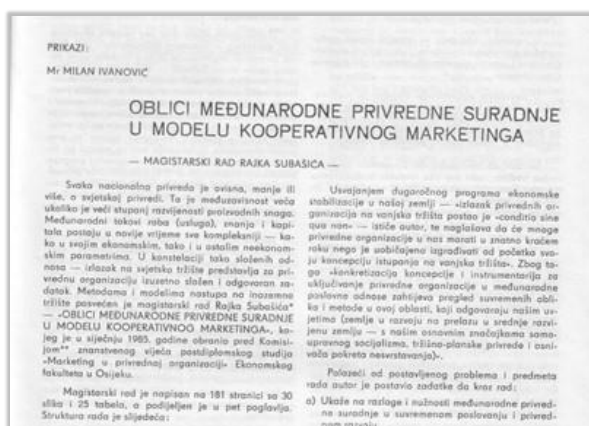 PRIKAZI:
Mr MILAN IVANOVIĆ
OBLICI MEĐUNARODNE PRIVREDNE SURADNJE
U MODELU KOOPERATIVNOG MARKETINGA
— MAGISTARSKI RAD RAJKA SUBAŠIĆA —
Svaka nacionalna privreda je ovisna, manje ili
više, o svjetskoj privredi. Ta je međuzavisnost veća
ukoliko je veći stupanj razvijenosti proizvodnih snaga.
Međunarodni tokovi roba (usluga), znanja i kapi-
tala postaju u novije vrijeme sve kompleksniji — ka-
ko u svojim ekonomskim, tako i u ostalim neekonom-
skim parametrima. U konstelaciji tako složenih od-
nosa — izlazak na svjetsko tržište predstavlja za pri-
vrednu organizaciju izuzetno složen i odgovoran za-
datak. Metodama i modelima nastupa na inozemno
tržište posvećen je magistarski rad Rajka Subašića*
— »OBLICI MEĐUNARODNE PRIVREDNE SURADNJE
U MODELU KOOPERATIVNOG MARKETINGA«, ko-
jeg je u siječnju 1985. godine obranio pred Komisi-
jom** znanstvenog vijeća postdiplomskog studija
»Marketing u privrednoj organizaciji« Ekonomskog
fakulteta u Osijeku.
Magistarski rad je napisan na 181 stranici sa 30
slika i 25 tabela, a podijeljen je u pet poglavlja.
Struktura rada je slijedeća:
Usvajanjem dugoročnog programa ekonomske
stabilizacije u našoj zemlji — »izlazak privrednih or-
ganizacija na vanjska tržišta postao je »conditio sine
qua non« — ističe autor, te naglašava da će mnoge
privredne organizacije u nas morati u znatno kraćem
roku nego je uobičajeno izgrađivati od početka svo-
ju koncepciju istupanja na vanjska tržišta«. Zbog to-
ga »konkretizacija koncepcije i instrumentarija za
uključivanje privredne organizacije u međunarodne
poslovne odnose zahtijeva pregled suvremenih obli-
ka i metode u ovoj oblasti, koji odgovaraju našim uv-
jetima (zemlje u razvoju na prelazu u srednje razvi-
jenu zemlju — s našim osnovnim značajkama samo-
upravnog socijalizma, tržišno-planske privrede i osni-
vača pokreta nesvrstavanja)«.
Polazeći od postavljenog problema i predmeta
rada autor je postavio zadatke da kroz rad:
a) Ukaže na razloge i nužnosti međunarodne privred-
ne suradnje u suvremenom poslovanju i privred-
nom razvoju